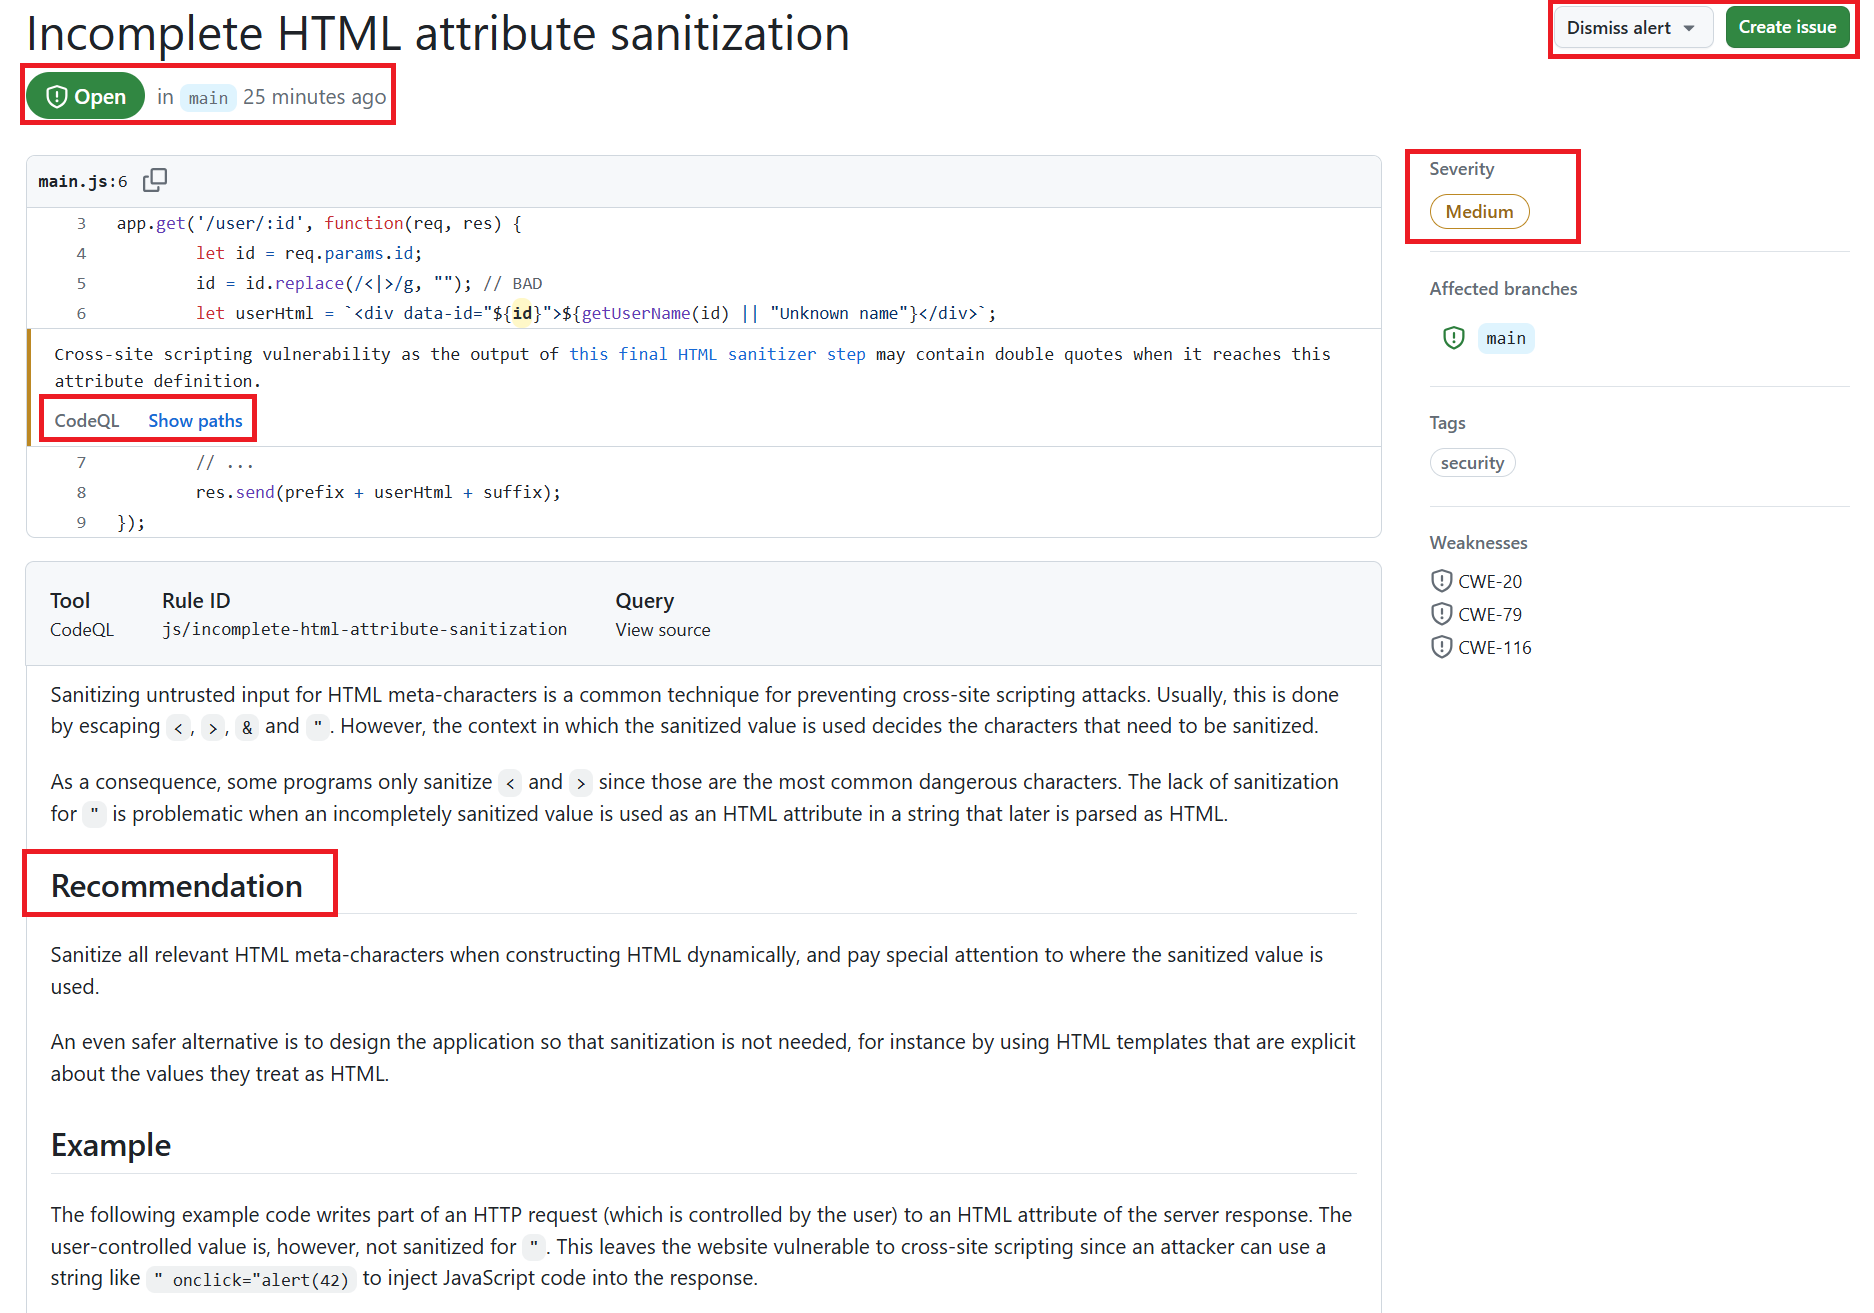 Incomplete HTML attribute sanitization
Dismiss alert
Create issue
Open in main 25 minutes ago
main.js:6
3 app.get('/user/:id', function(req, res) {
4 let id = req.params.id;
5 id = id.replace(/<|>/g, ""); // BAD
6 let userHtml = `<div data-id="${id}">${getUserName(id) || "Unknown name"}</div>`;
Cross-site scripting vulnerability as the output of this final HTML sanitizer step may contain double quotes when it reaches this
attribute definition.
CodeQL Show paths
7 // ...
8 res.send(prefix + userHtml + suffix);
9 });
Severity
Medium
Affected branches
main
Tags
security
Weaknesses
CWE-20
CWE-79
CWE-116
Tool Rule ID Query
CodeQL js/incomplete-html-attribute-sanitization View source
Sanitizing untrusted input for HTML meta-characters is a common technique for preventing cross-site scripting attacks. Usually, this is done
by escaping <, >, & and ". However, the context in which the sanitized value is used decides the characters that need to be sanitized.
As a consequence, some programs only sanitize < and > since those are the most common dangerous characters. The lack of sanitization
for " is problematic when an incompletely sanitized value is used as an HTML attribute in a string that later is parsed as HTML.
Recommendation
Sanitize all relevant HTML meta-characters when constructing HTML dynamically, and pay special attention to where the sanitized value is
used.
An even safer alternative is to design the application so that sanitization is not needed, for instance by using HTML templates that are explicit
about the values they treat as HTML.
Example
The following example code writes part of an HTTP request (which is controlled by the user) to an HTML attribute of the server response. The
user-controlled value is, however, not sanitized for ". This leaves the website vulnerable to cross-site scripting since an attacker can use a
string like " onclick="alert(42) to inject JavaScript code into the response.